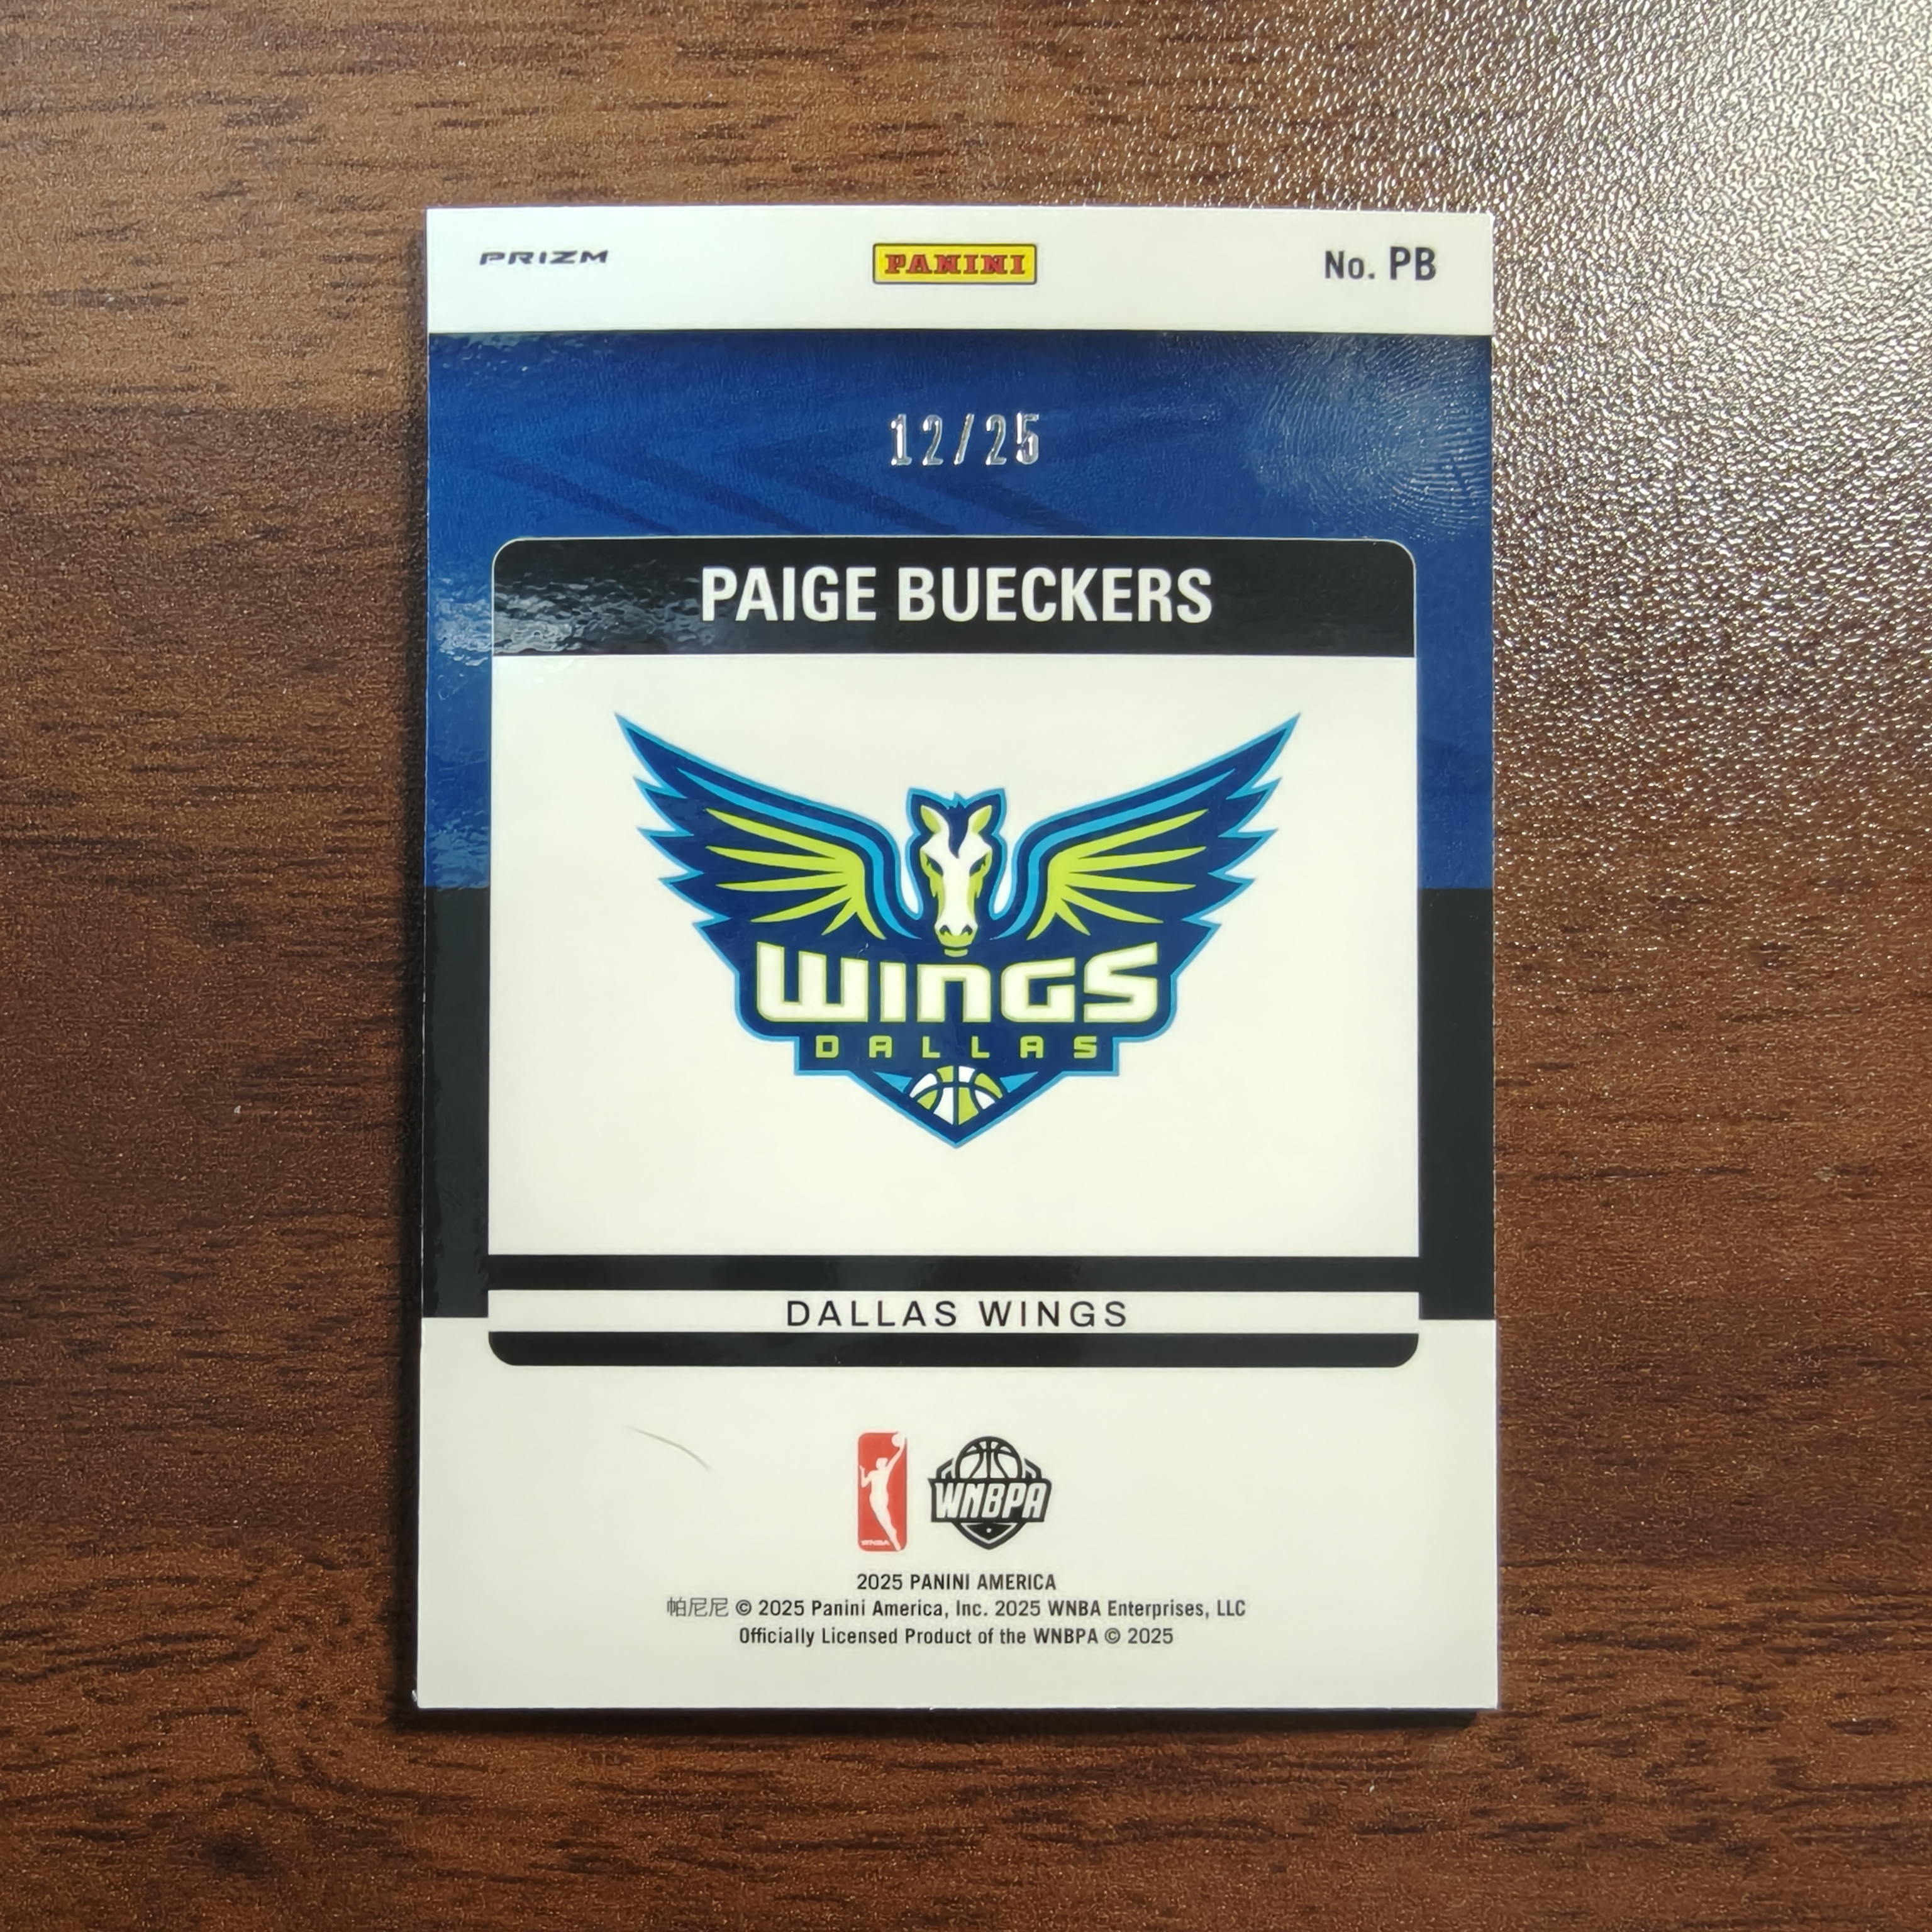 PRIZM PANINI No. PB
12/25
PAIGE BUECKERS
WINGS
DALLAS
DALLAS WINGS
WNBA WNBPA
2025 PANINI AMERICA
帕尼尼 © 2025 Panini America, Inc. 2025 WNBA Enterprises, LLC
Officially Licensed Product of the WNBPA © 2025